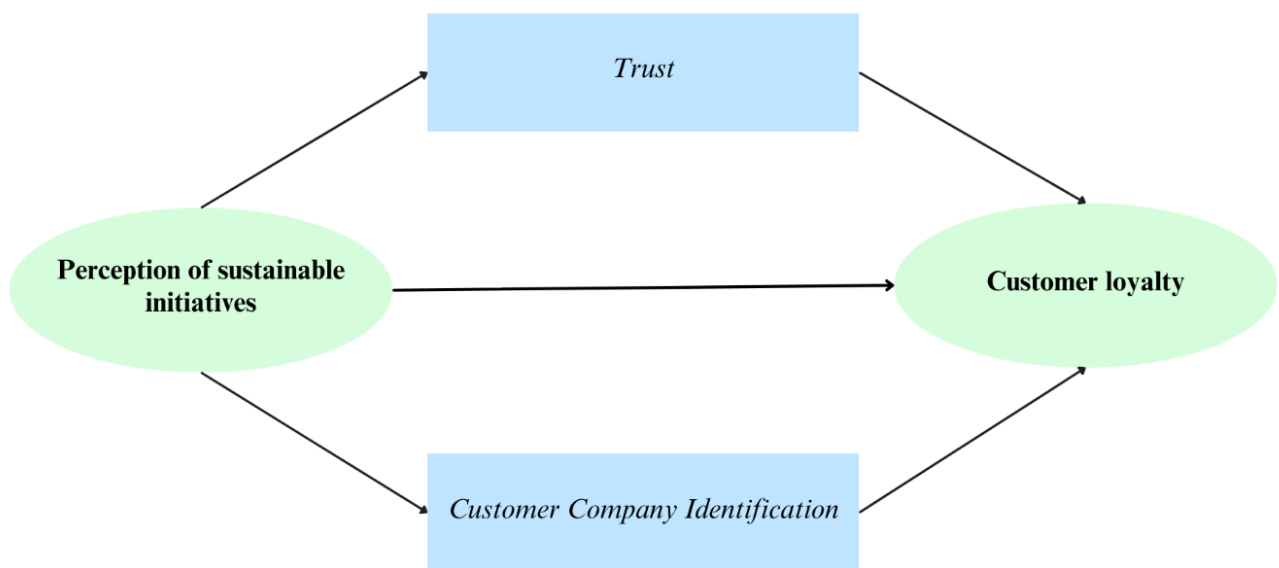 Trust
Perception of sustainable
initiatives
Customer loyalty
Customer Company Identification